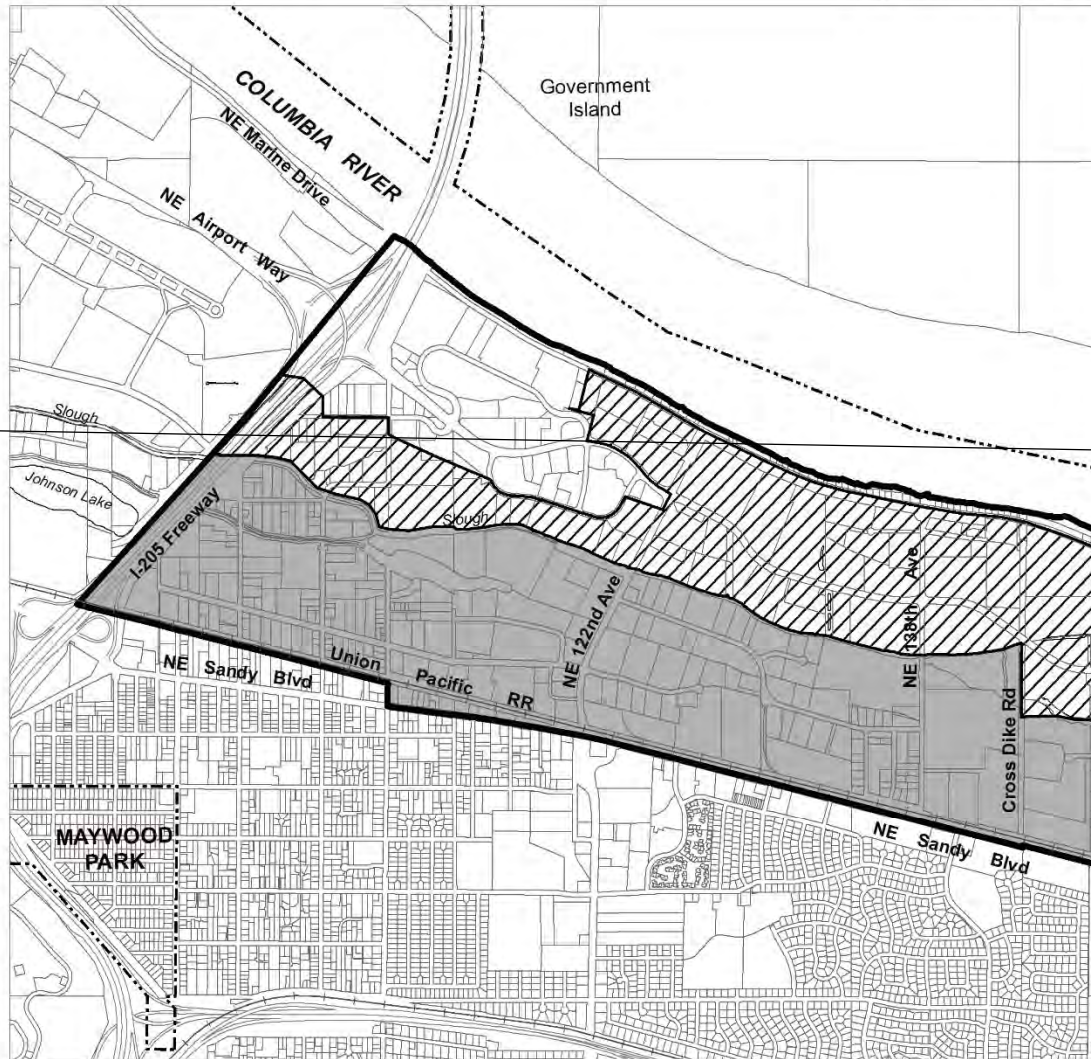 Government
Island
COLUMBIA RIVER
NE Marine Drive
NE Airport Way
Slough
Johnson Lake
I-205 Freeway
Slough
NE 122nd Ave
NE 138th Ave
Cross Dike Rd
NE Sandy Blvd
Union Pacific RR
NE Sandy Blvd
MAYWOOD
PARK